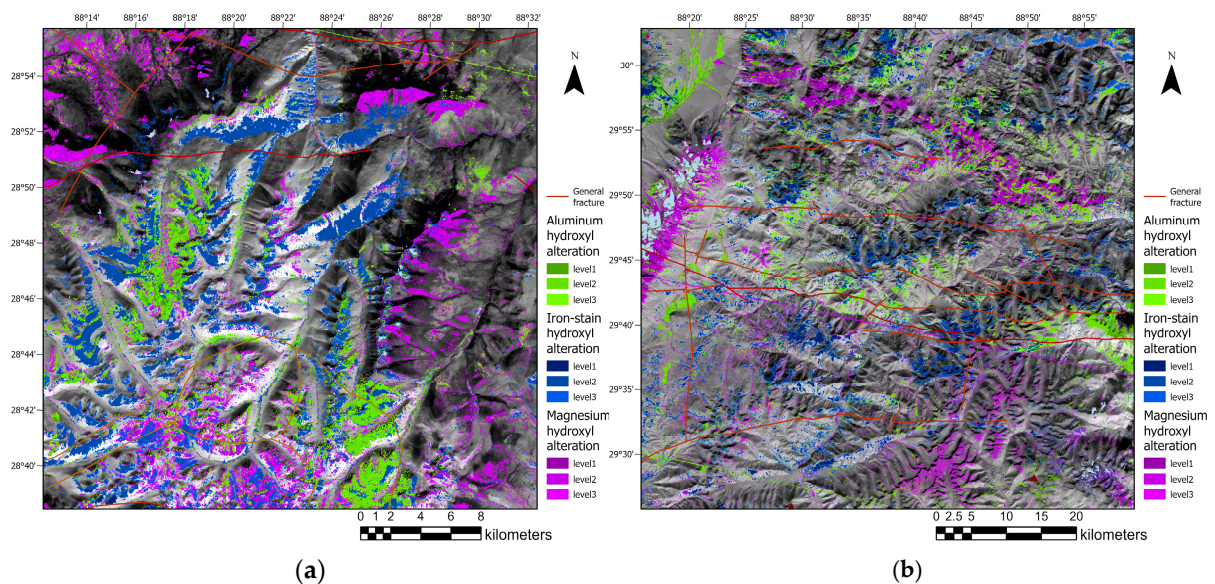 88°14' 88°16' 88°18' 88°20' 88°22' 88°24' 88°26' 88°28' 88°30' 88°32'
28°54'
28°52'
28°50'
28°48'
28°46'
28°44'
28°42'
28°40'
N
General
fracture
Aluminum
hydroxyl
alteration
level1
level2
level3
Iron-stain
hydroxyl
alteration
level1
level2
level3
Magnesium
hydroxyl
alteration
level1
level2
level3
0 1 2 4 6 8
kilometers
(a)
88°20' 88°25' 88°30' 88°35' 88°40' 88°45' 88°50' 88°55'
30°
29°55'
29°50'
29°45'
29°40'
29°35'
29°30'
N
General
fracture
Aluminum
hydroxyl
alteration
level1
level2
level3
Iron-stain
hydroxyl
alteration
level1
level2
level3
Magnesium
hydroxyl
alteration
level1
level2
level3
0 2.5 5 10 15 20
kilometers
(b)